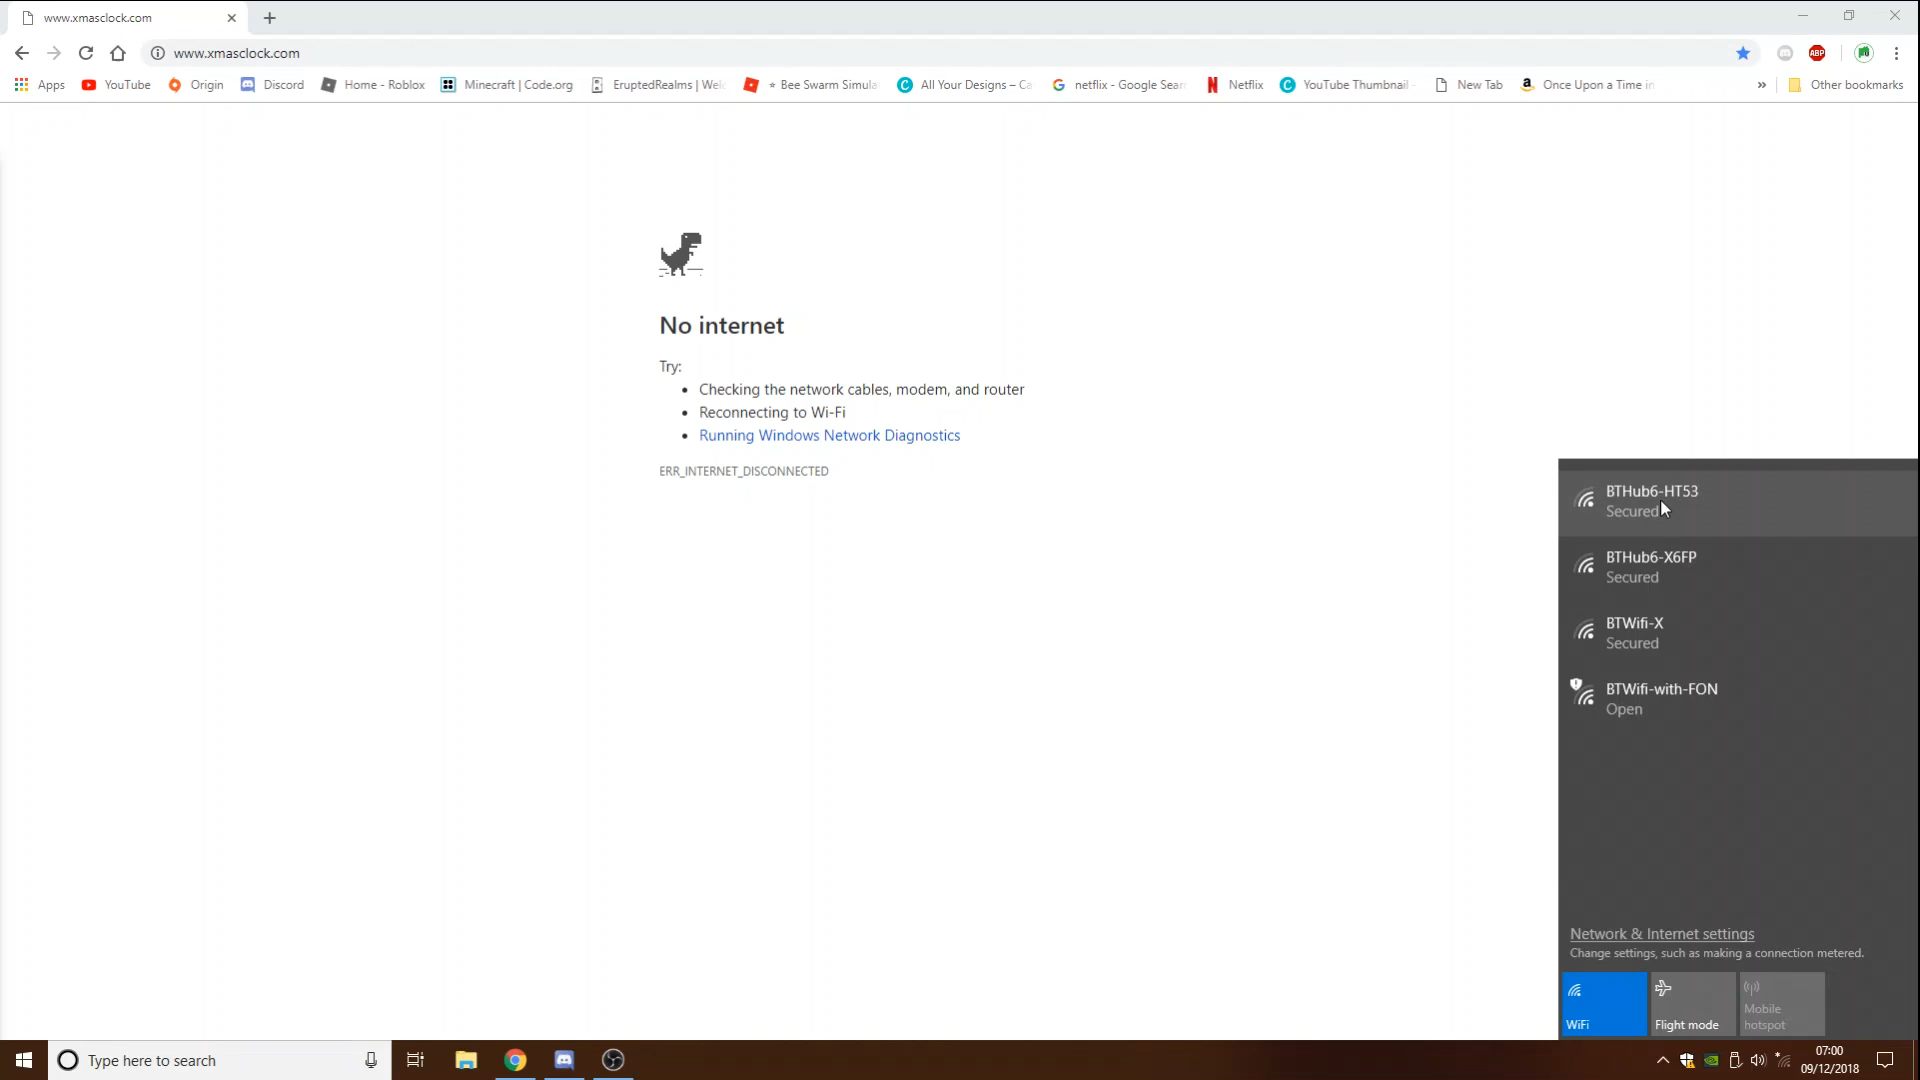 www.xmasclock.com
www.xmasclock.com
ABP
Apps
YouTube
Origin
Discord
Home - Roblox
Minecraft | Code.org
EruptedRealms | Welc
Bee Swarm Simula
All Your Designs – Ca
netflix - Google Sear
Netflix
YouTube Thumbnail -
New Tab
Once Upon a Time in
»
Other bookmarks
No internet
Try:
• Checking the network cables, modem, and router
• Reconnecting to Wi-Fi
• Running Windows Network Diagnostics
ERR_INTERNET_DISCONNECTED
BTHub6-HT53
Secured
BTHub6-X6FP
Secured
BTWifi-X
Secured
BTWifi-with-FON
Open
Network & Internet settings
Change settings, such as making a connection metered.
WiFi
Flight mode
Mobile
hotspot
Type here to search
07:00
09/12/2018